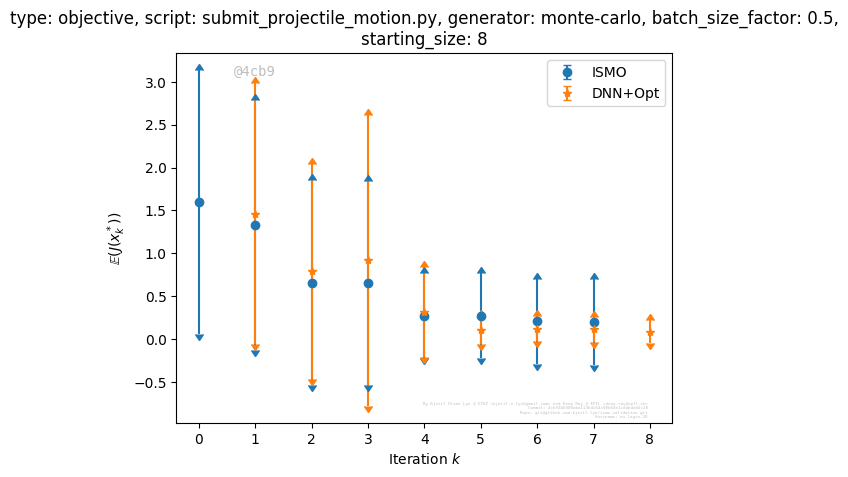 type: objective, script: submit_projectile_motion.py, generator: monte-carlo, batch_size_factor: 0.5,
starting_size: 8
@4cb9
ISMO
DNN+Opt
3.0
2.5
2.0
1.5
1.0
0.5
0.0
−0.5
𝔼(J(x*_k))
0 1 2 3 4 5 6 7 8
Iteration k